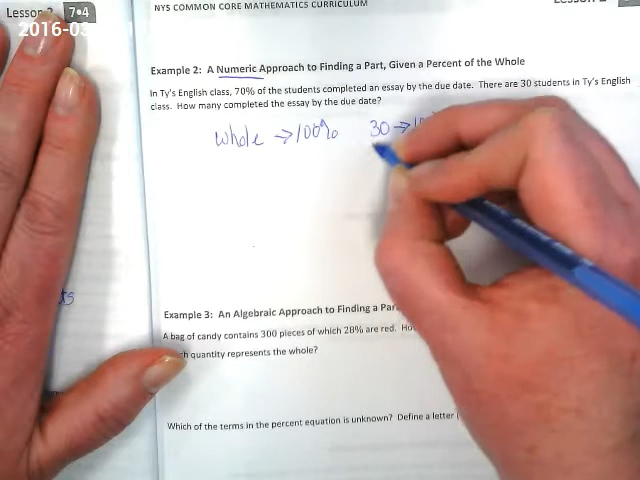 Lesson 2 7•4
2016-03
NYS COMMON CORE MATHEMATICS CURRICULUM
Example 2: A Numeric Approach to Finding a Part, Given a Percent of the Whole
In Ty's English class, 70% of the students completed an essay by the due date. There are 30 students in Ty's English
class. How many completed the essay by the due date?
whole → 100% 30 →
ts
Example 3: An Algebraic Approach to Finding a
A bag of candy contains 300 pieces of which 28% are red.
quantity represents the whole?
Which of the terms in the percent equation is unknown? Define a letter